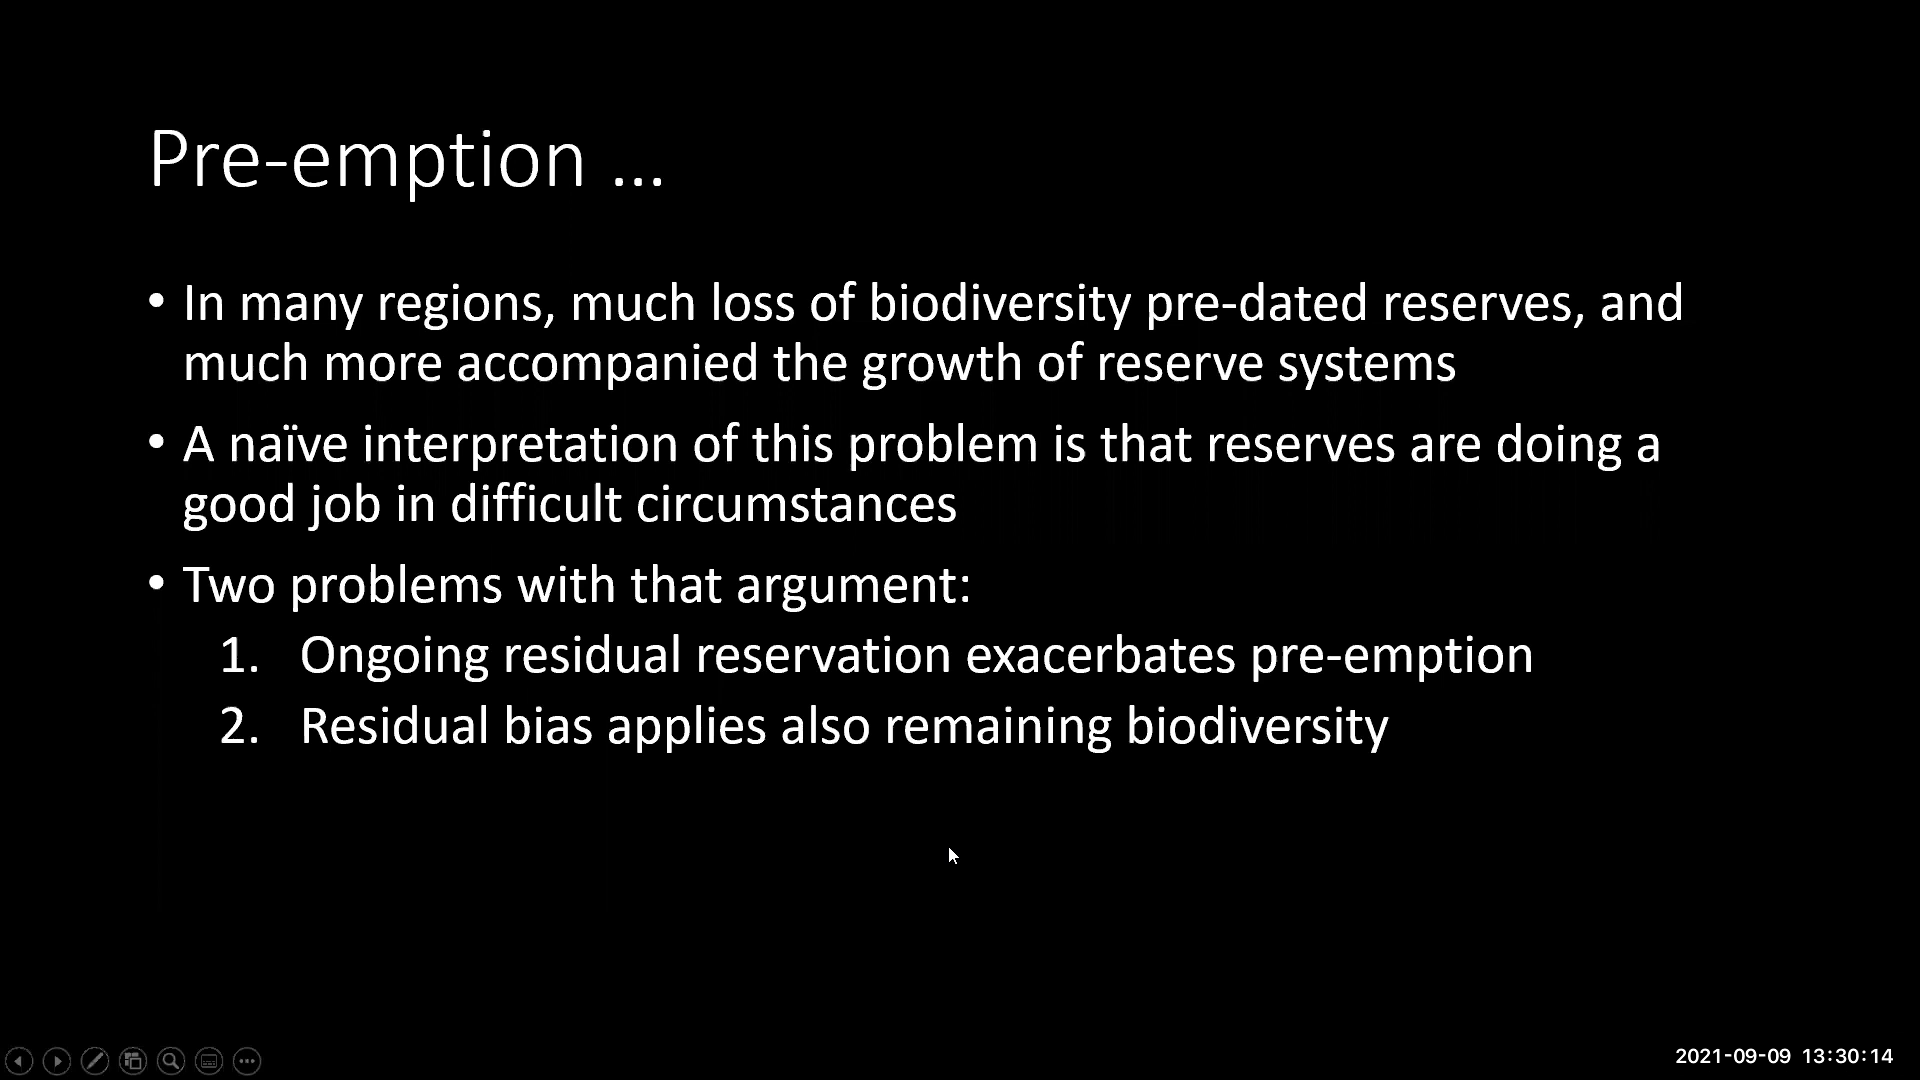 Pre-emption ...
• In many regions, much loss of biodiversity pre-dated reserves, and
much more accompanied the growth of reserve systems
• A naïve interpretation of this problem is that reserves are doing a
good job in difficult circumstances
• Two problems with that argument:
1. Ongoing residual reservation exacerbates pre-emption
2. Residual bias applies also remaining biodiversity
2021-09-09 13:30:14